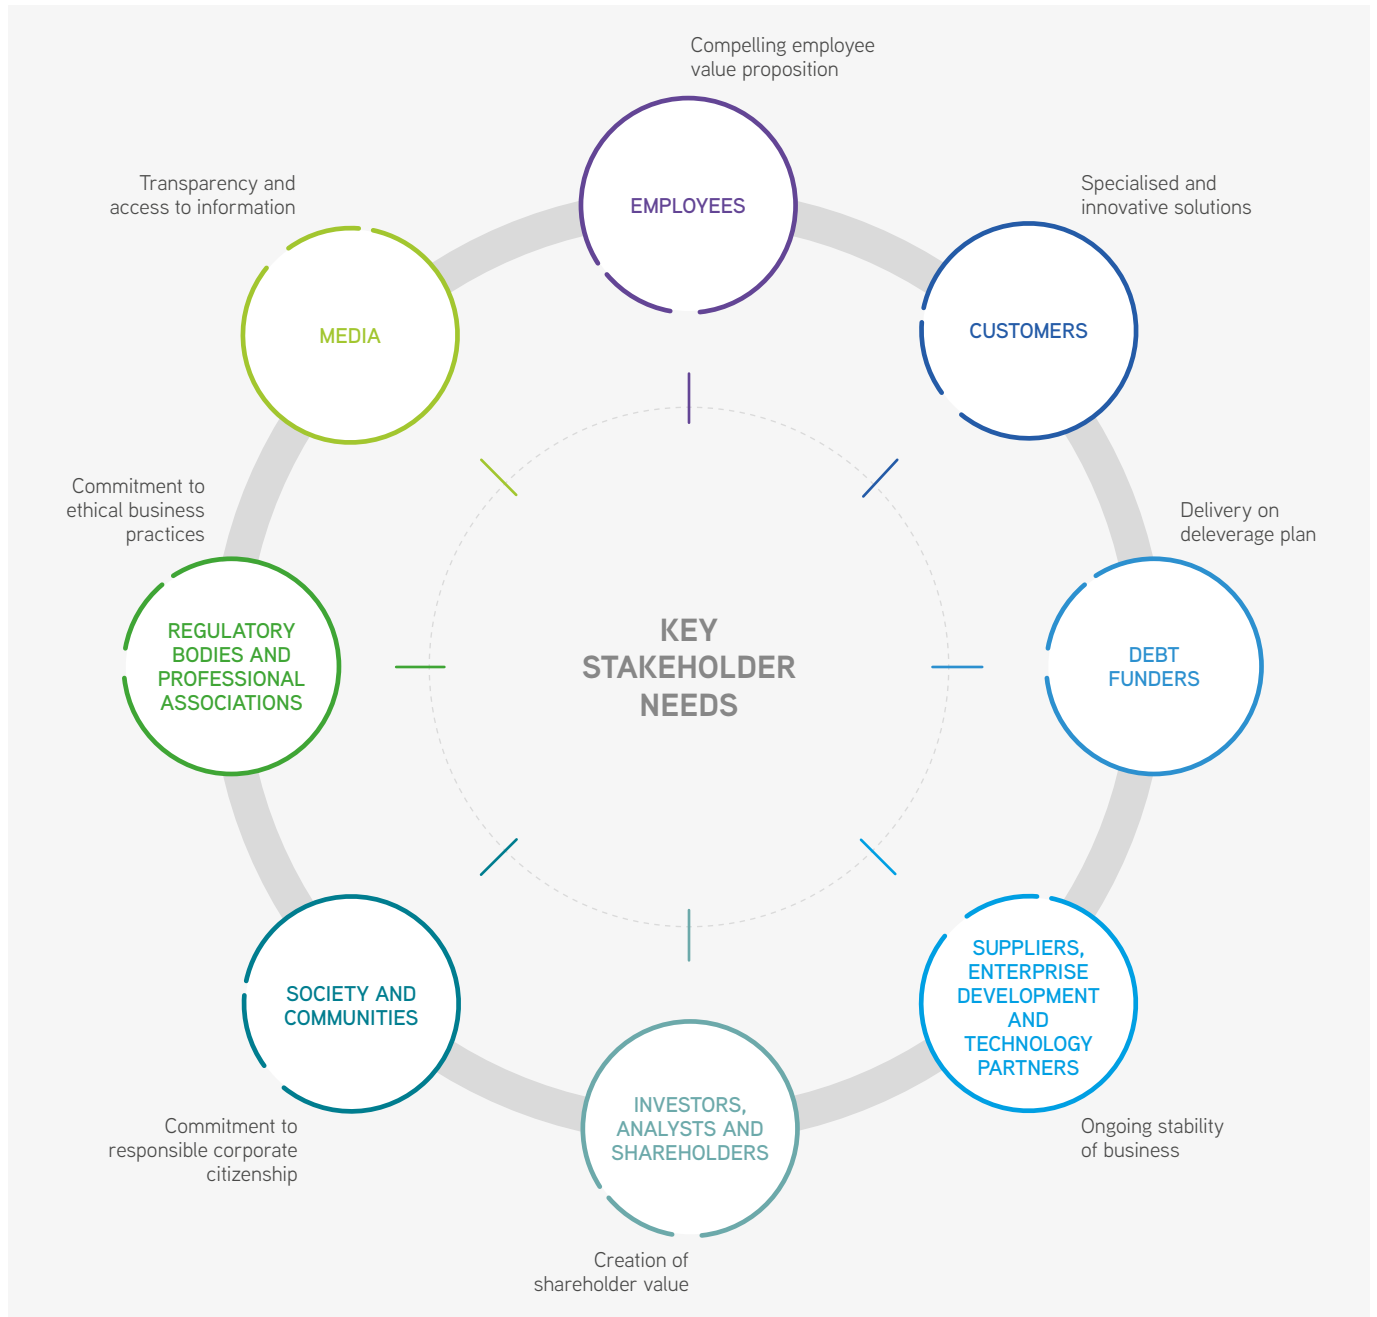 Compelling employee
value proposition
EMPLOYEES
Specialised and
innovative solutions
CUSTOMERS
Delivery on
deleverage plan
DEBT
FUNDERS
SUPPLIERS,
ENTERPRISE
DEVELOPMENT
AND
TECHNOLOGY
PARTNERS
Ongoing stability
of business
INVESTORS,
ANALYSTS AND
SHAREHOLDERS
Creation of
shareholder value
SOCIETY AND
COMMUNITIES
Commitment to
responsible corporate
citizenship
Commitment to
ethical business
practices
REGULATORY
BODIES AND
PROFESSIONAL
ASSOCIATIONS
Transparency and
access to information
MEDIA
KEY
STAKEHOLDER
NEEDS